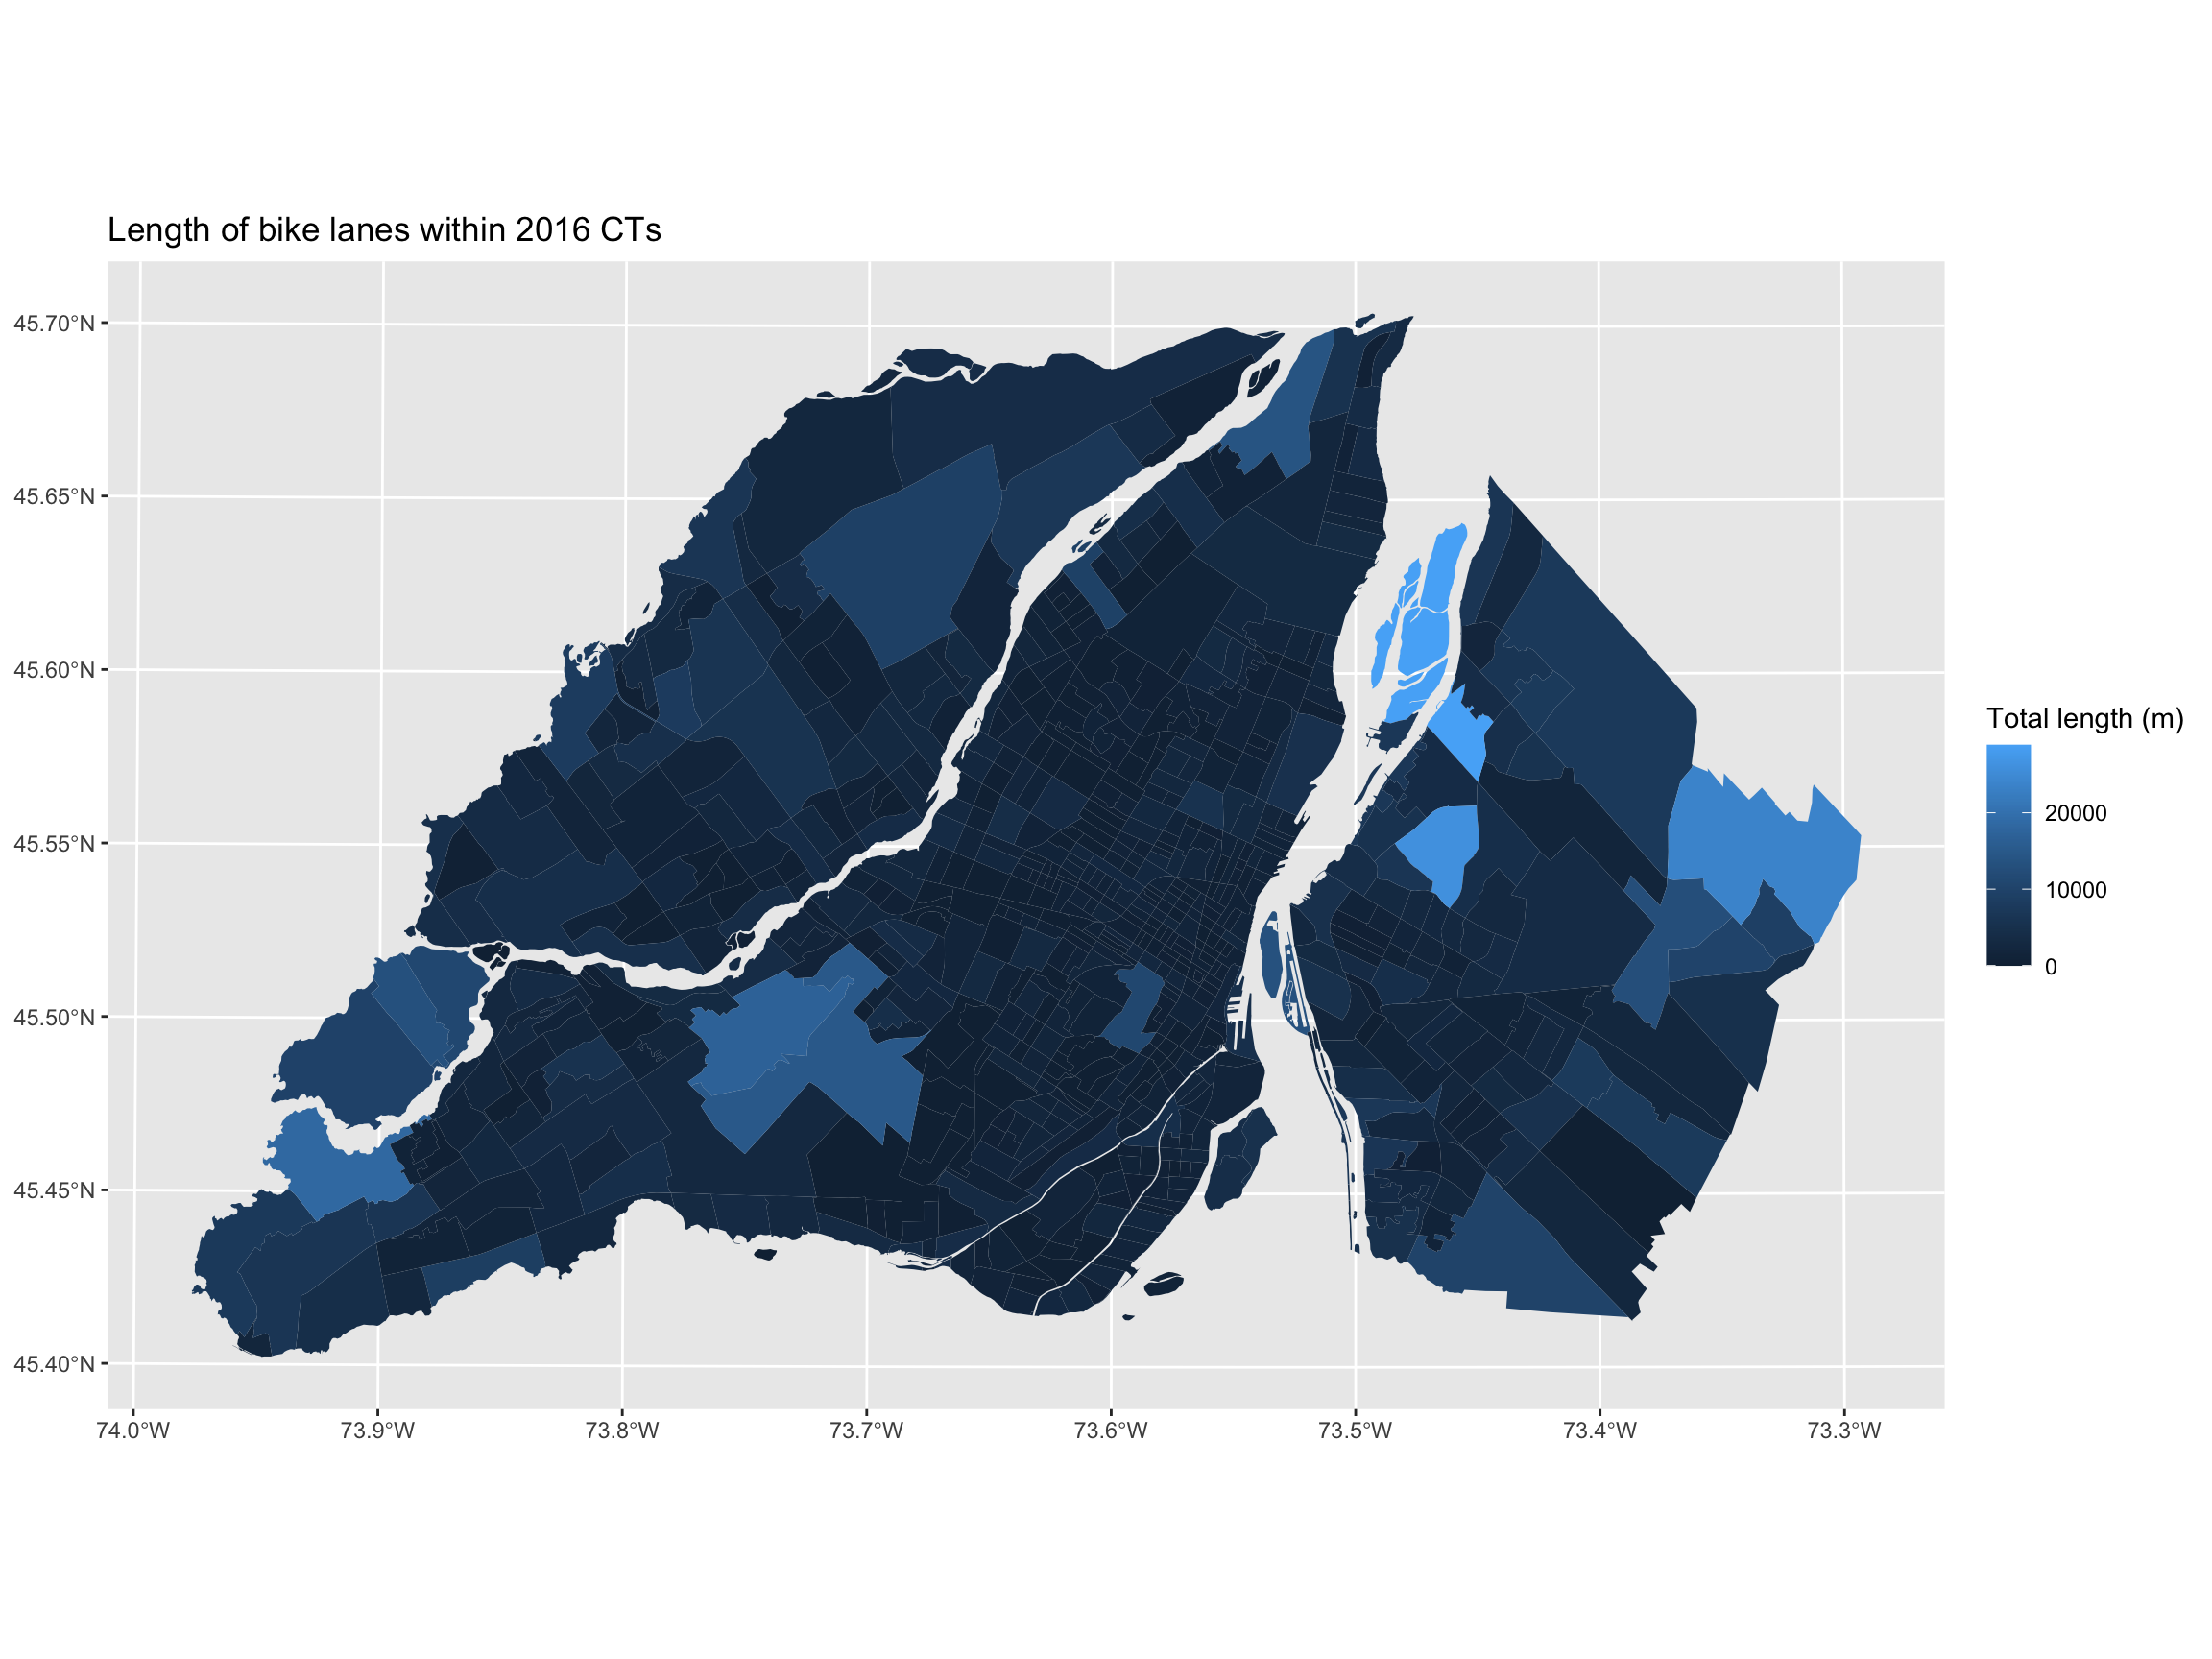 Length of bike lanes within 2016 CTs
45.70°N
45.65°N
45.60°N
45.55°N
45.50°N
45.45°N
45.40°N
74.0°W 73.9°W 73.8°W 73.7°W 73.6°W 73.5°W 73.4°W 73.3°W
Total length (m)
20000
10000
0